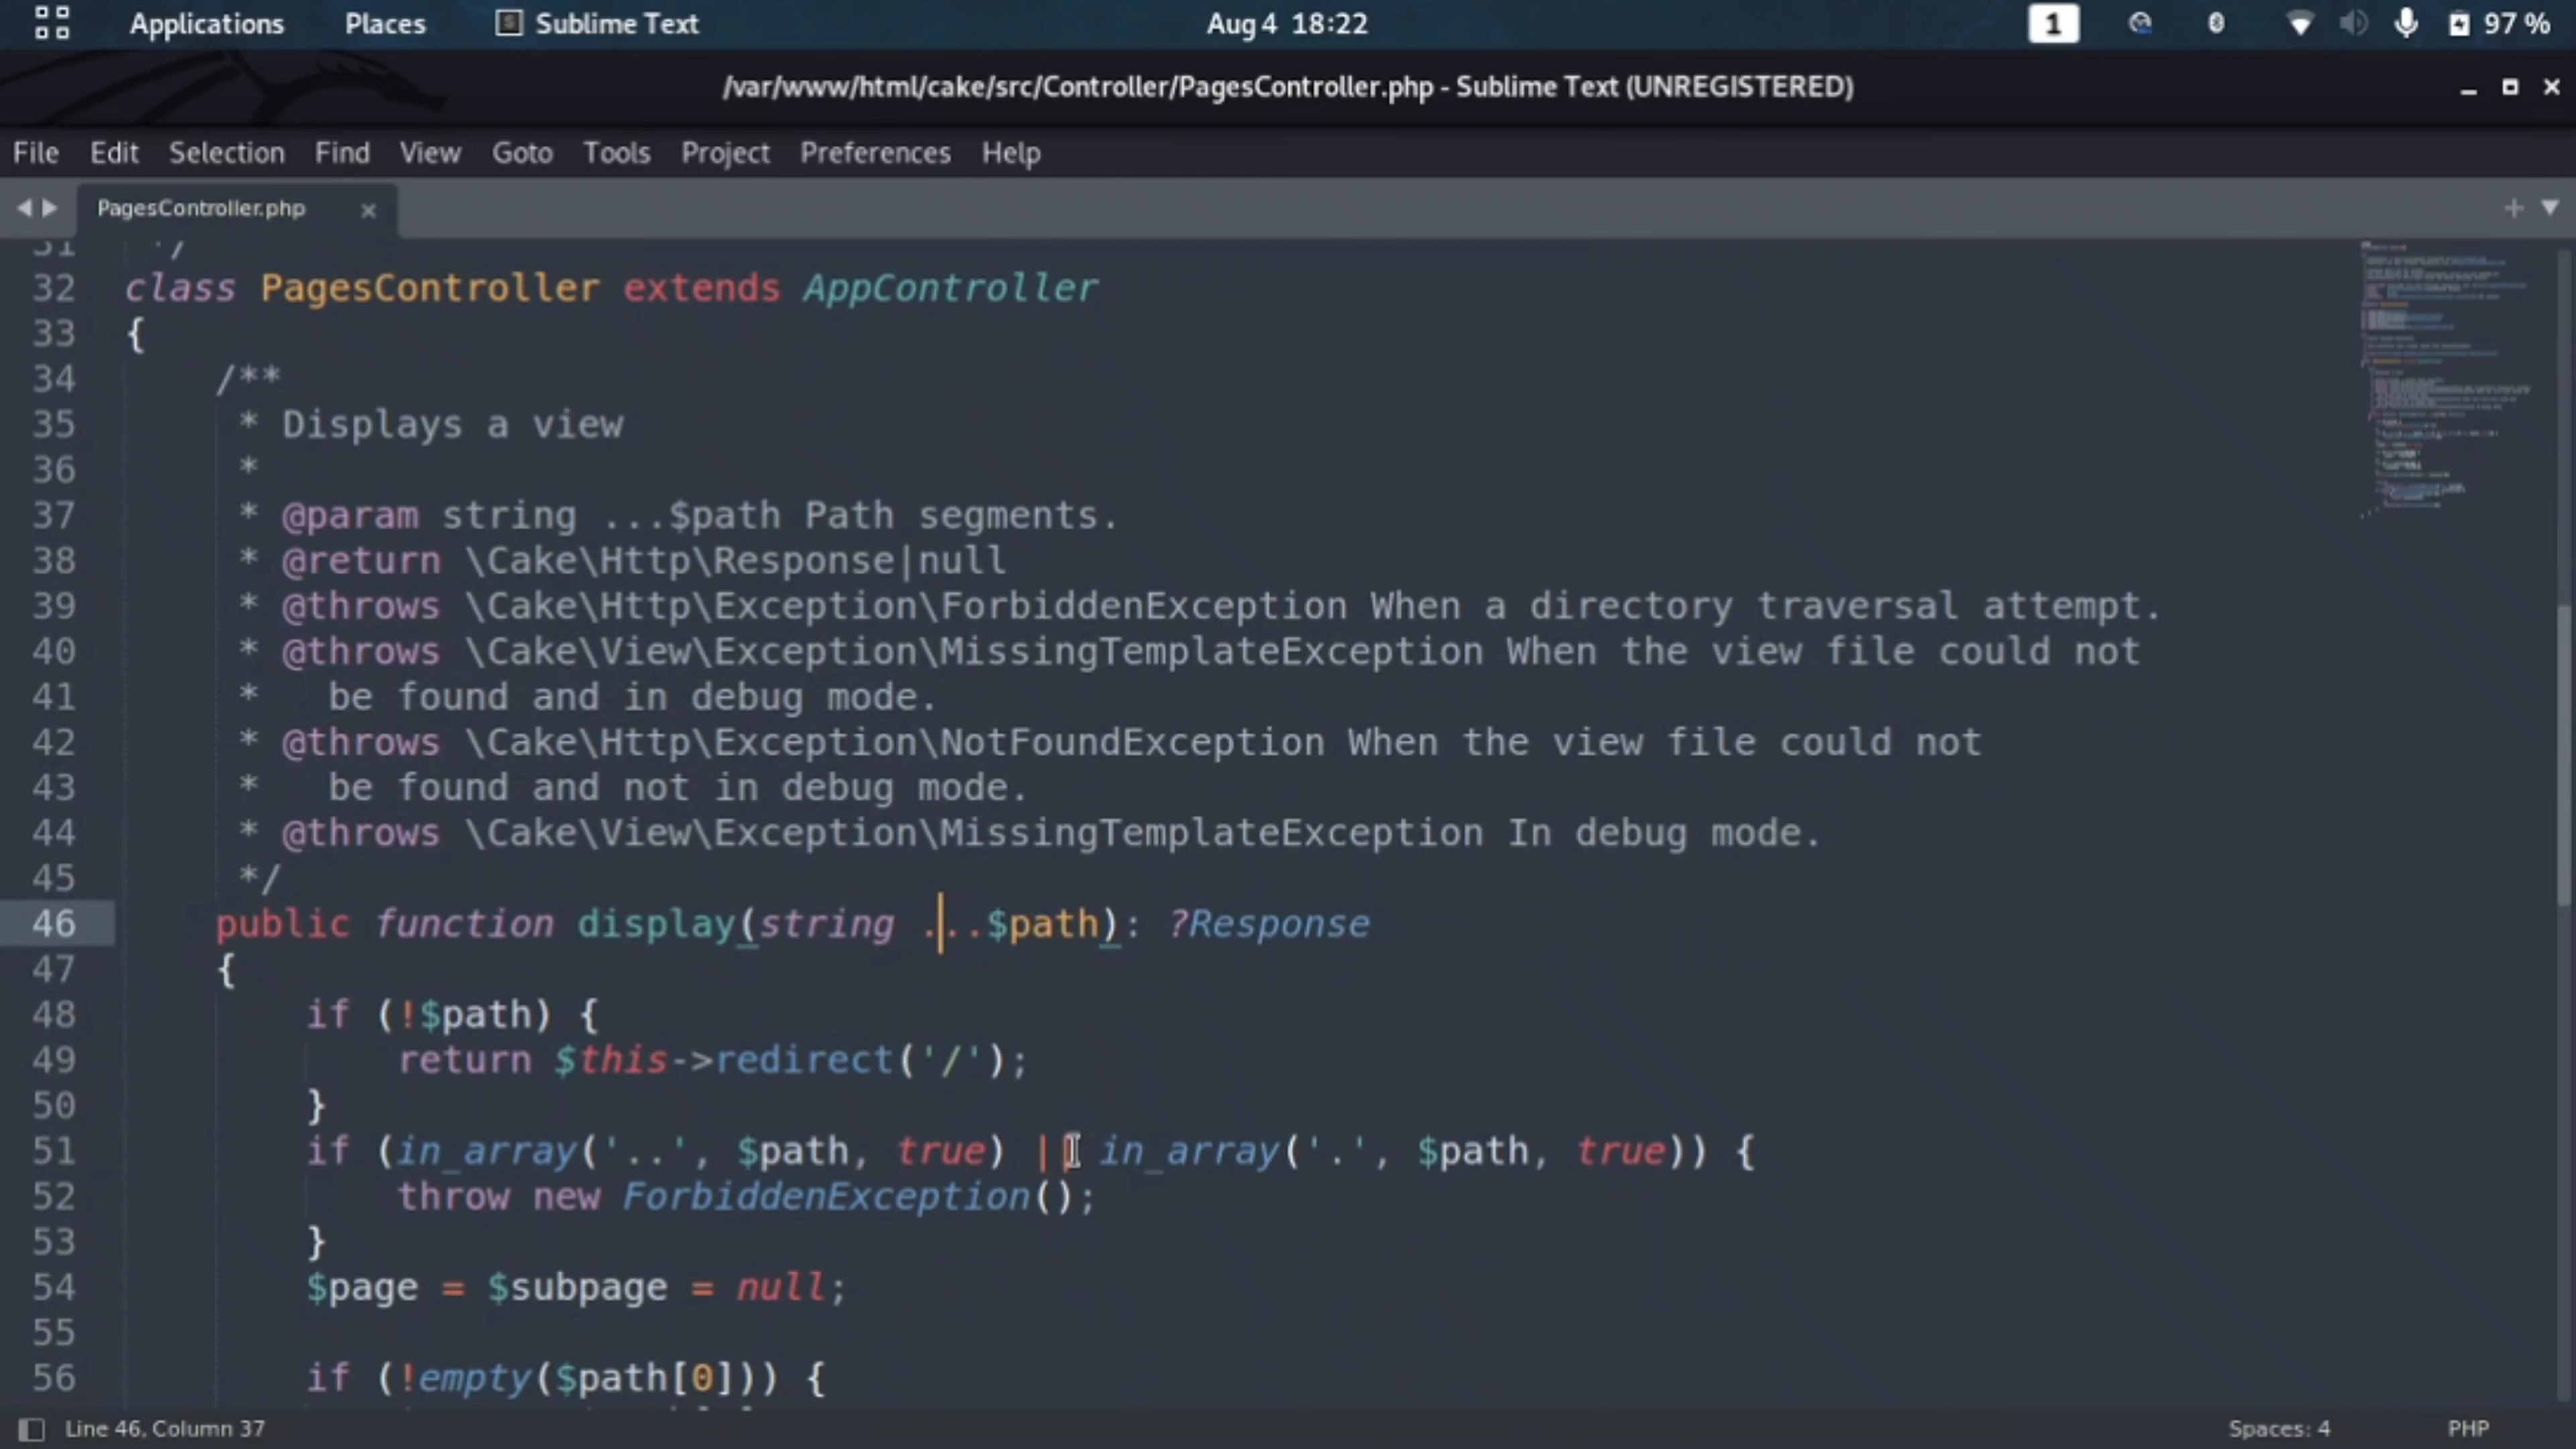 Applications Places Sublime Text Aug 4 18:22 1 97 %
/var/www/html/cake/src/Controller/PagesController.php - Sublime Text (UNREGISTERED)
File Edit Selection Find View Goto Tools Project Preferences Help
PagesController.php
31 */
32 class PagesController extends AppController
33 {
34 /**
35 * Displays a view
36 *
37 * @param string ...$path Path segments.
38 * @return \Cake\Http\Response|null
39 * @throws \Cake\Http\Exception\ForbiddenException When a directory traversal attempt.
40 * @throws \Cake\View\Exception\MissingTemplateException When the view file could not
41 * be found and in debug mode.
42 * @throws \Cake\Http\Exception\NotFoundException When the view file could not
43 * be found and not in debug mode.
44 * @throws \Cake\View\Exception\MissingTemplateException In debug mode.
45 */
46 public function display(string ...$path): ?Response
47 {
48 if (!$path) {
49 return $this->redirect('/');
50 }
51 if (in_array('..', $path, true) || in_array('.', $path, true)) {
52 throw new ForbiddenException();
53 }
54 $page = $subpage = null;
55
56 if (!empty($path[0])) {
Line 46, Column 37 Spaces: 4 PHP